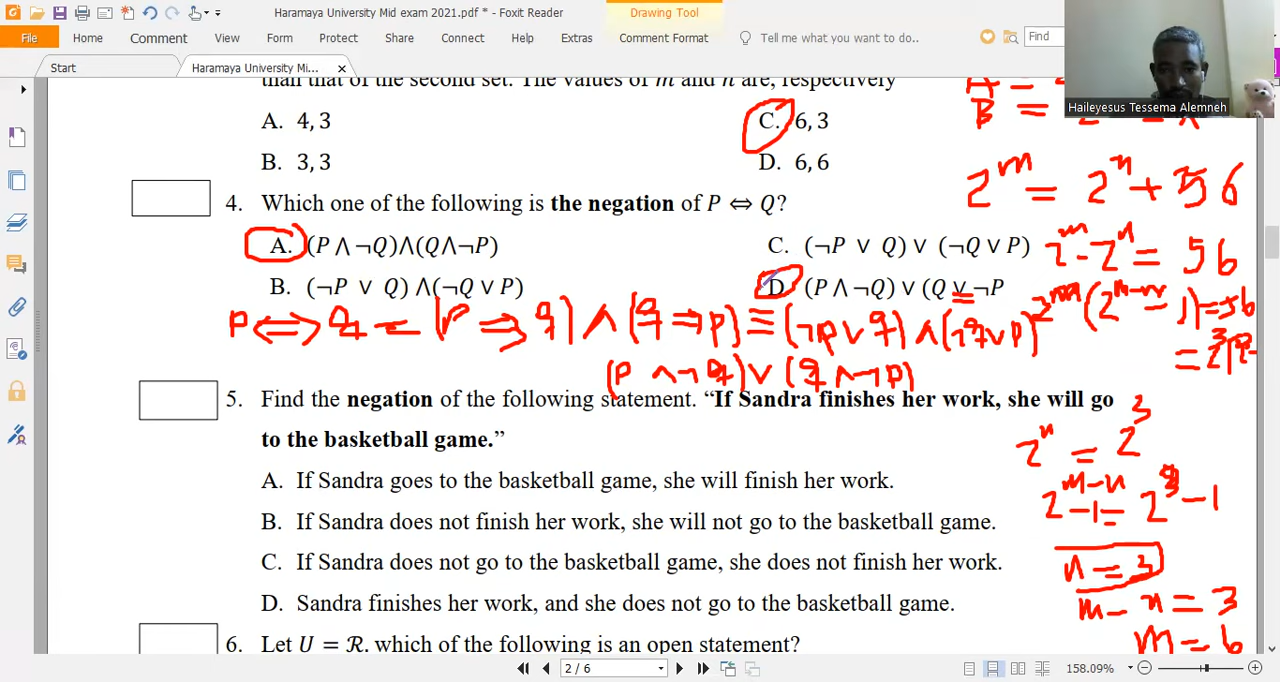 Haramaya University Mid exam 2021.pdf * - Foxit Reader
Drawing Tool
File Home Comment View Form Protect Share Connect Help Extras Comment Format Tell me what you want to do... Find
Start Haramaya University Mi...
Haileyesus Tessema Alemneh
than that of the second set. The values of m and n are, respectively
A. 4, 3
C. 6, 3
B. 3, 3
D. 6, 6
B =
2^m = 2^n + 56
4. Which one of the following is the negation of P ⇔ Q?
A. (P ∧ ¬Q)∧(Q∧¬P)
C. (¬P ∨ Q) ∨ (¬Q ∨ P)
2^m - 2^n = 56
B. (¬P ∨ Q) ∧(¬Q ∨ P)
D. (P ∧ ¬Q) ∨ (Q ∨ ¬P
P ⇔ q = (P ⇒ q) ∧ (q ⇒ p) ≡ (¬p ∨ q) ∧ (¬q ∨ p)
(P ∧ ¬q) ∨ (q ∧ ¬p)
5. Find the negation of the following statement. “If Sandra finishes her work, she will go
to the basketball game.”
2^n = 2^3
A. If Sandra goes to the basketball game, she will finish her work.
2^m-n - 1 = 2^3 - 1
B. If Sandra does not finish her work, she will not go to the basketball game.
C. If Sandra does not go to the basketball game, she does not finish her work.
n = 3
D. Sandra finishes her work, and she does not go to the basketball game.
m - n = 3
6. Let U = ℛ, which of the following is an open statement?
m = 6
2 / 6
158.09%